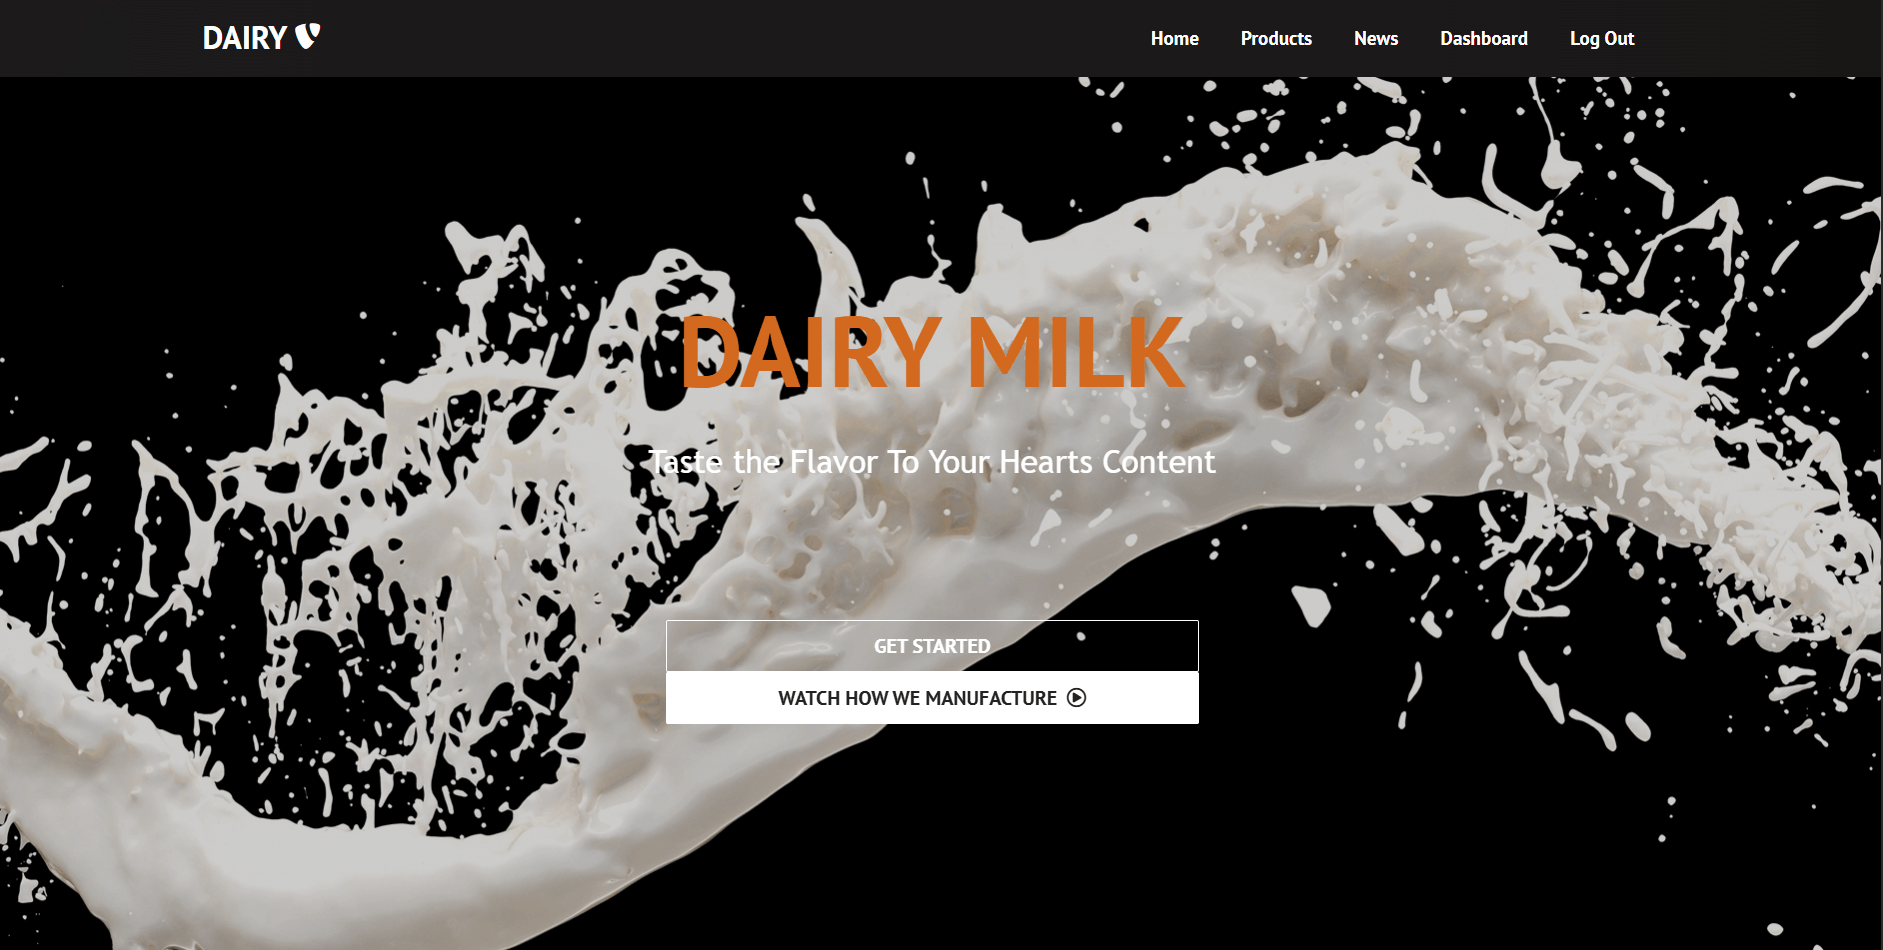 DAIRY
Home Products News Dashboard Log Out
DAIRY MILK
Taste the Flavor To Your Hearts Content
GET STARTED
WATCH HOW WE MANUFACTURE